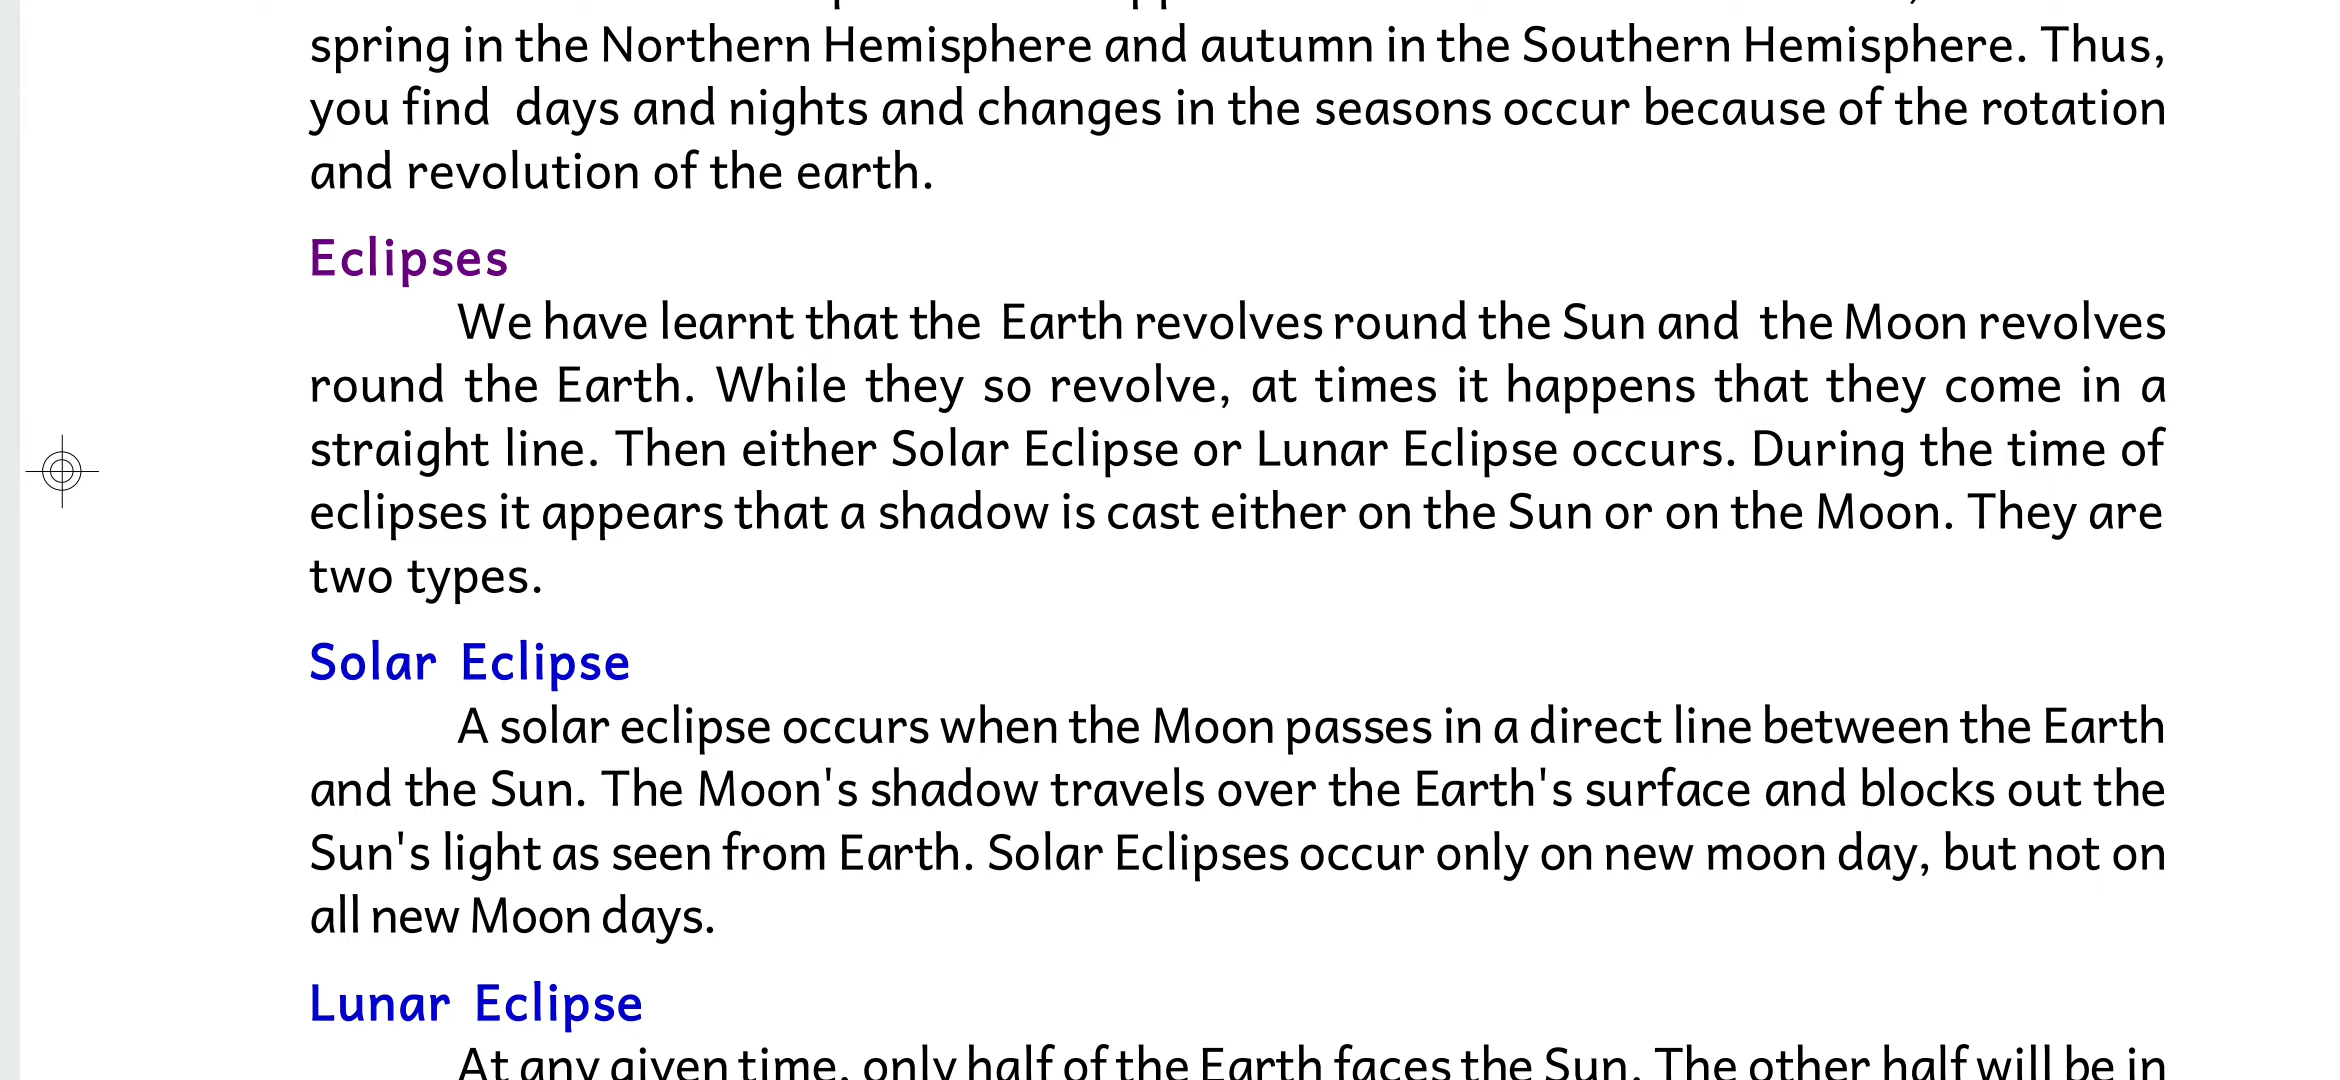 spring in the Northern Hemisphere and autumn in the Southern Hemisphere. Thus,
you find days and nights and changes in the seasons occur because of the rotation
and revolution of the earth.
Eclipses
We have learnt that the Earth revolves round the Sun and the Moon revolves
round the Earth. While they so revolve, at times it happens that they come in a
straight line. Then either Solar Eclipse or Lunar Eclipse occurs. During the time of
eclipses it appears that a shadow is cast either on the Sun or on the Moon. They are
two types.
Solar Eclipse
A solar eclipse occurs when the Moon passes in a direct line between the Earth
and the Sun. The Moon's shadow travels over the Earth's surface and blocks out the
Sun's light as seen from Earth. Solar Eclipses occur only on new moon day, but not on
all new Moon days.
Lunar Eclipse
At any given time, only half of the Earth faces the Sun. The other half will be in